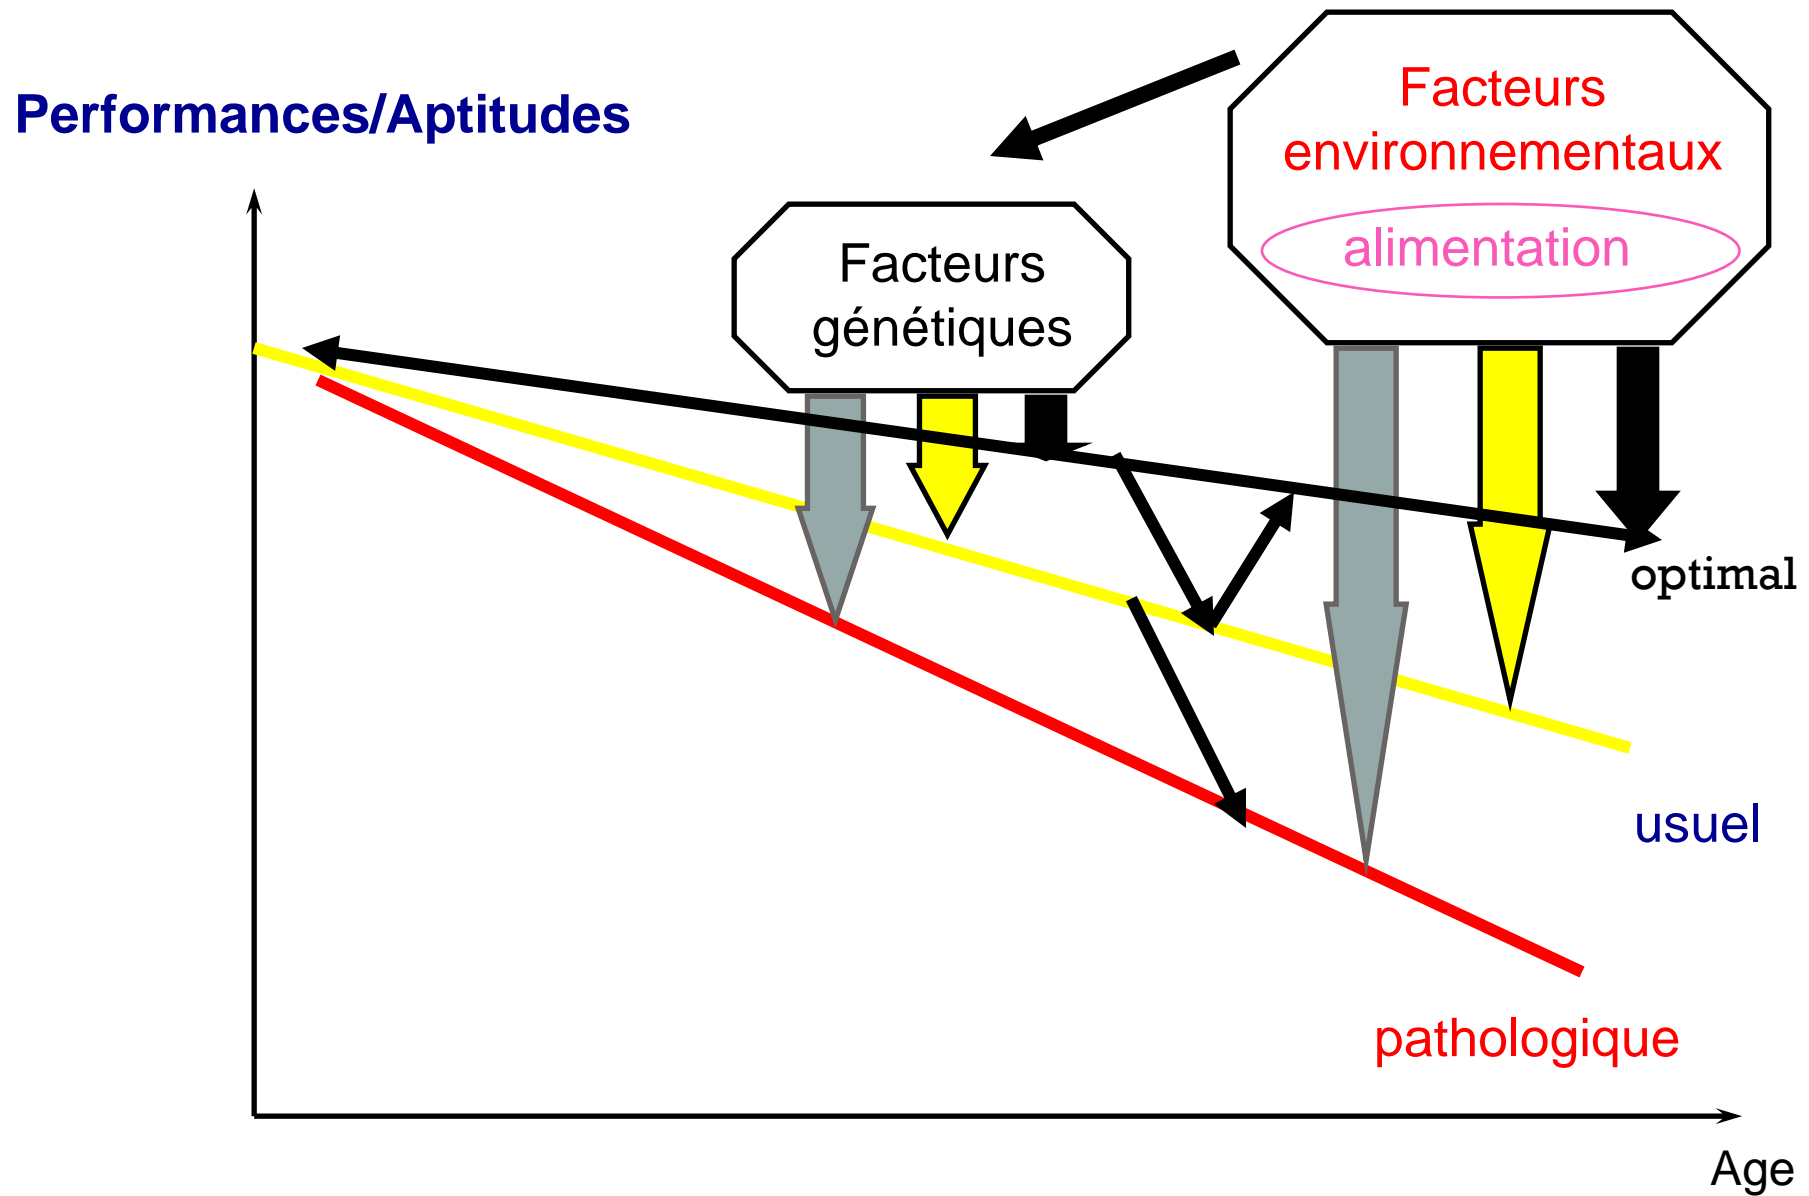 Performances/Aptitudes
Facteurs
environnementaux
alimentation
Facteurs
génétiques
optimal
usuel
pathologique
Age